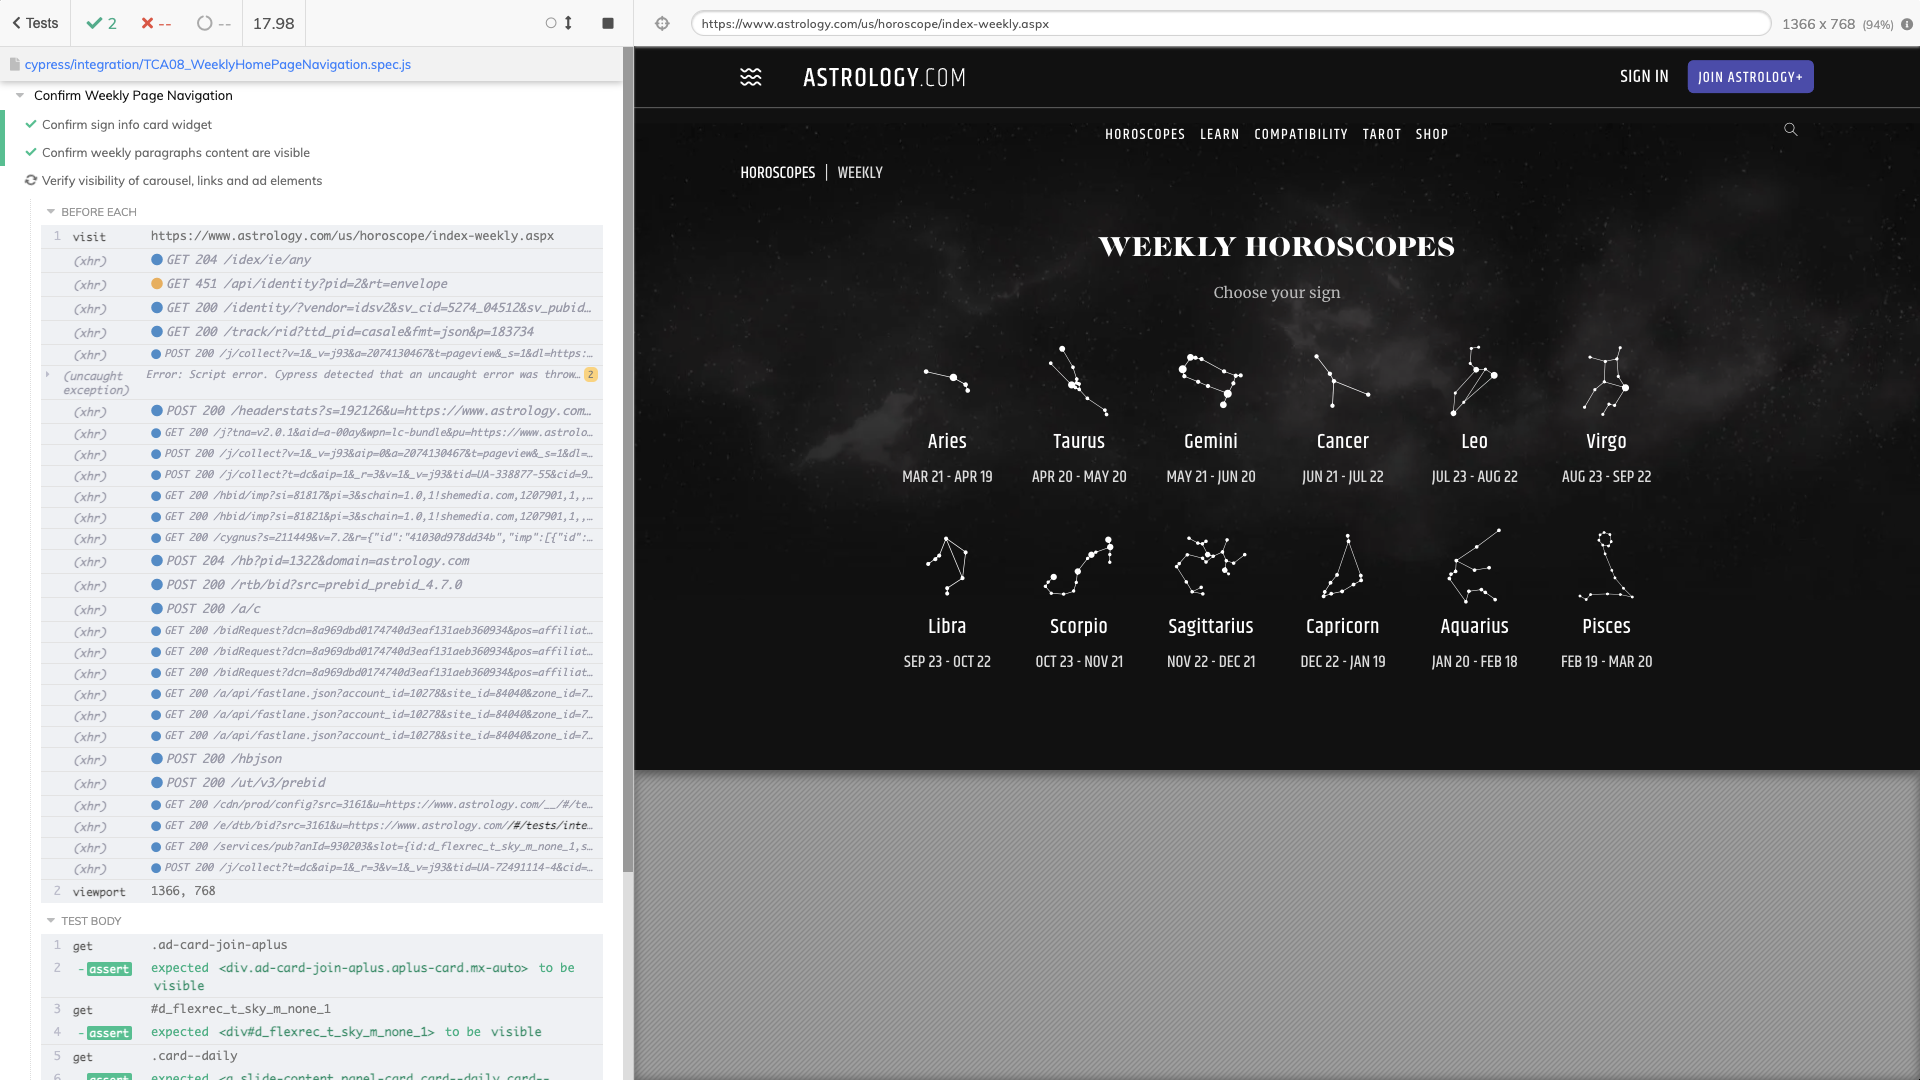 Tests
2
--
--
17.98
https://www.astrology.com/us/horoscope/index-weekly.aspx
1366 x 768 (94%)
cypress/integration/TCA08_WeeklyHomePageNavigation.spec.js
Confirm Weekly Page Navigation
Confirm sign info card widget
Confirm weekly paragraphs content are visible
Verify visibility of carousel, links and ad elements
BEFORE EACH
1 visit https://www.astrology.com/us/horoscope/index-weekly.aspx
(xhr) GET 204 /idex/ie/any
(xhr) GET 451 /api/identity?pid=2&rt=envelope
(xhr) GET 200 /identity/?vendor=idsv2&sv_cid=5274_04512&sv_pubid…
(xhr) GET 200 /track/rid?ttd_pid=casale&fmt=json&p=183734
(xhr) POST 200 /j/collect?v=1&_v=j93&a=2074130467&t=pageview&_s=1&dl=https:…
(uncaught exception) Error: Script error. Cypress detected that an uncaught error was throw… 2
(xhr) POST 200 /headerstats?s=192126&u=https://www.astrology.com…
(xhr) GET 200 /j?tna=v2.0.1&aid=a-00ay&wpn=lc-bundle&pu=https://www.astrolo…
(xhr) POST 200 /j/collect?v=1&_v=j93&aip=0&a=2074130467&t=pageview&_s=1&dl=…
(xhr) POST 200 /j/collect?t=dc&aip=1&_r=3&v=1&_v=j93&tid=UA-338877-55&cid=9…
(xhr) GET 200 /hbid/imp?si=81817&pi=3&schain=1.0,1!shemedia.com,1207901,1,,…
(xhr) GET 200 /hbid/imp?si=81821&pi=3&schain=1.0,1!shemedia.com,1207901,1,,…
(xhr) GET 200 /cygnus?s=211449&v=7.2&r={"id":"41030d978dd34b","imp":[{"id":…
(xhr) POST 204 /hb?pid=1322&domain=astrology.com
(xhr) POST 200 /rtb/bid?src=prebid_prebid_4.7.0
(xhr) POST 200 /a/c
(xhr) GET 200 /bidRequest?dcn=8a969dbd0174740d3eaf131aeb360934&pos=affiliat…
(xhr) GET 200 /bidRequest?dcn=8a969dbd0174740d3eaf131aeb360934&pos=affiliat…
(xhr) GET 200 /bidRequest?dcn=8a969dbd0174740d3eaf131aeb360934&pos=affiliat…
(xhr) GET 200 /a/api/fastlane.json?account_id=10278&site_id=84040&zone_id=7…
(xhr) GET 200 /a/api/fastlane.json?account_id=10278&site_id=84040&zone_id=7…
(xhr) GET 200 /a/api/fastlane.json?account_id=10278&site_id=84040&zone_id=7…
(xhr) POST 200 /hbjson
(xhr) POST 200 /ut/v3/prebid
(xhr) GET 200 /cdn/prod/config?src=3161&u=https://www.astrology.com/__/#/te…
(xhr) GET 200 /e/dtb/bid?src=3161&u=https://www.astrology.com//#/tests/inte…
(xhr) GET 200 /services/pub?anId=930203&slot={id:d_flexrec_t_sky_m_none_1,s…
(xhr) POST 200 /j/collect?t=dc&aip=1&_r=3&v=1&_v=j93&tid=UA-72491114-4&cid=…
2 viewport 1366, 768
TEST BODY
1 get .ad-card-join-aplus
2 -assert expected <div.ad-card-join-aplus.aplus-card.mx-auto> to be
visible
3 get #d_flexrec_t_sky_m_none_1
4 -assert expected <div#d_flexrec_t_sky_m_none_1> to be visible
5 get .card--daily
6 -assert expected <a.slide-content.panel-card.card--daily.card--
ASTROLOGY.COM
SIGN IN
JOIN ASTROLOGY+
HOROSCOPES LEARN COMPATIBILITY TAROT SHOP
HOROSCOPES | WEEKLY
WEEKLY HOROSCOPES
Choose your sign
Aries Taurus Gemini Cancer Leo Virgo
MAR 21 - APR 19 APR 20 - MAY 20 MAY 21 - JUN 20 JUN 21 - JUL 22 JUL 23 - AUG 22 AUG 23 - SEP 22
Libra Scorpio Sagittarius Capricorn Aquarius Pisces
SEP 23 - OCT 22 OCT 23 - NOV 21 NOV 22 - DEC 21 DEC 22 - JAN 19 JAN 20 - FEB 18 FEB 19 - MAR 20